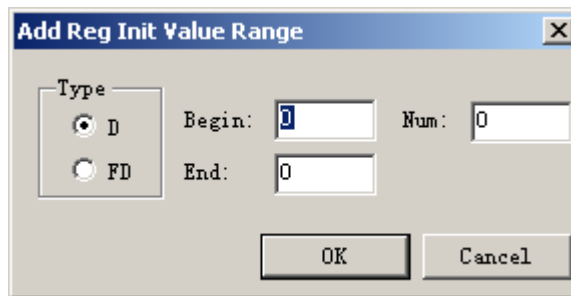 Add Reg Init Value Range
Type
D
Begin: 0
Num: 0
FD
End: 0
OK
Cancel